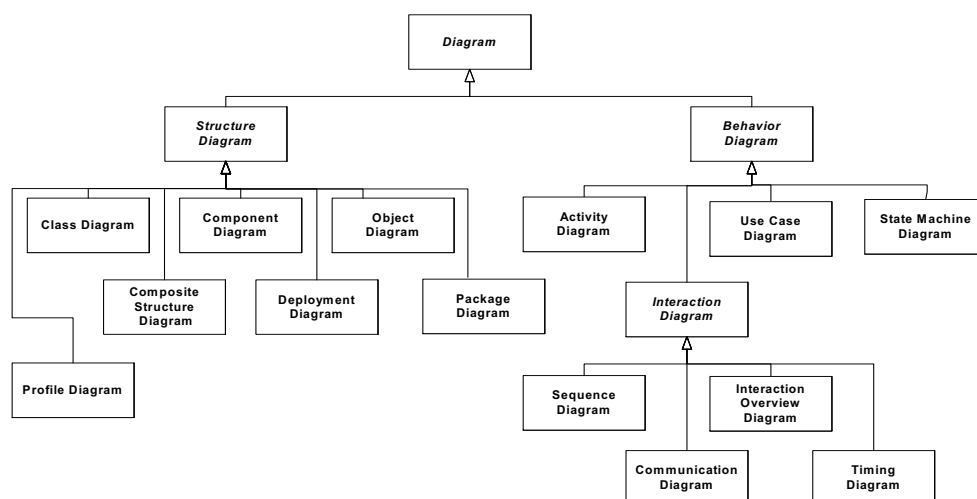 Diagram
Structure
Diagram
Behavior
Diagram
Class Diagram
Component
Diagram
Object
Diagram
Activity
Diagram
Use Case
Diagram
State Machine
Diagram
Composite
Structure
Diagram
Deployment
Diagram
Package
Diagram
Interaction
Diagram
Profile Diagram
Sequence
Diagram
Interaction
Overview
Diagram
Communication
Diagram
Timing
Diagram